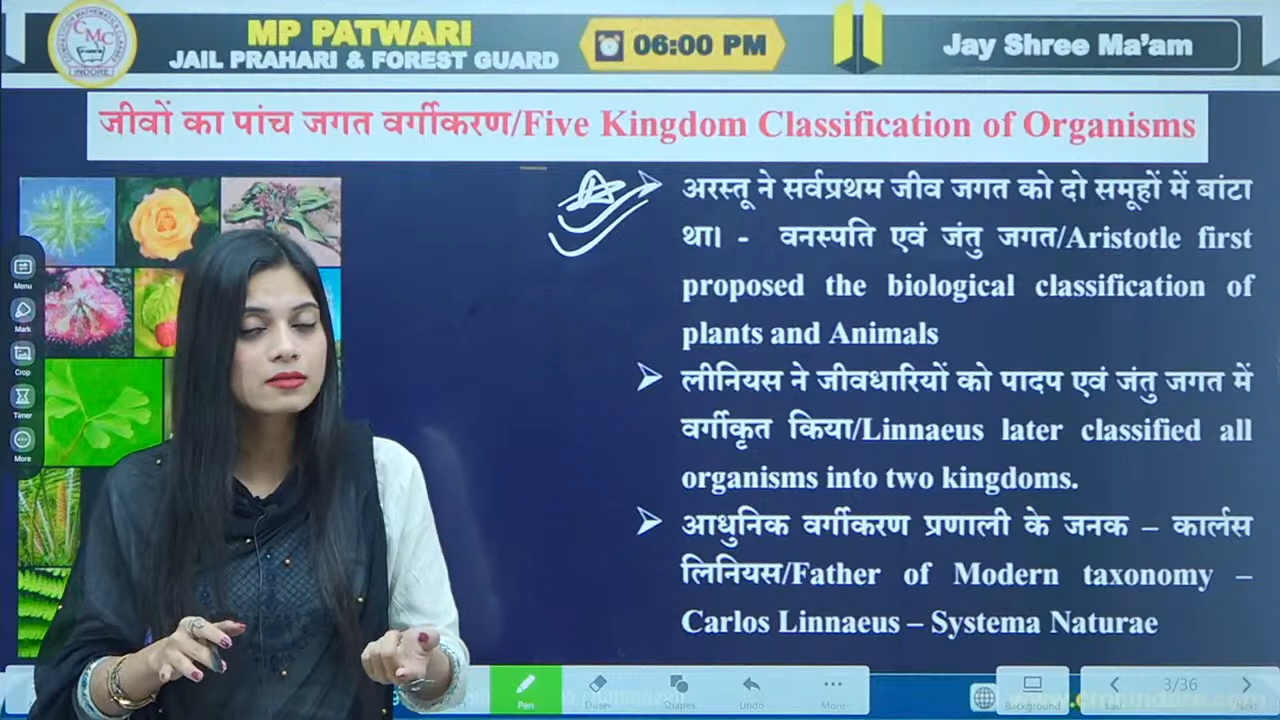 CMC
INDORE
MP PATWARI
JAIL PRAHARI & FOREST GUARD
06:00 PM
Jay Shree Ma'am
जीवों का पांच जगत वर्गीकरण/Five Kingdom Classification of Organisms
अरस्तू ने सर्वप्रथम जीव जगत को दो समूहों में बांटा
था। - वनस्पति एवं जंतु जगत/Aristotle first
proposed the biological classification of
plants and Animals
लीनियस ने जीवधारियों को पादप एवं जंतु जगत में
वर्गीकृत किया/Linnaeus later classified all
organisms into two kingdoms.
आधुनिक वर्गीकरण प्रणाली के जनक – कार्लस
लिनियस/Father of Modern taxonomy –
Carlos Linnaeus – Systema Naturae
Menu
Mark
Crop
Timer
More
Pen
Eraser
Shapes
Undo
More
Background
Last
3/36
Next